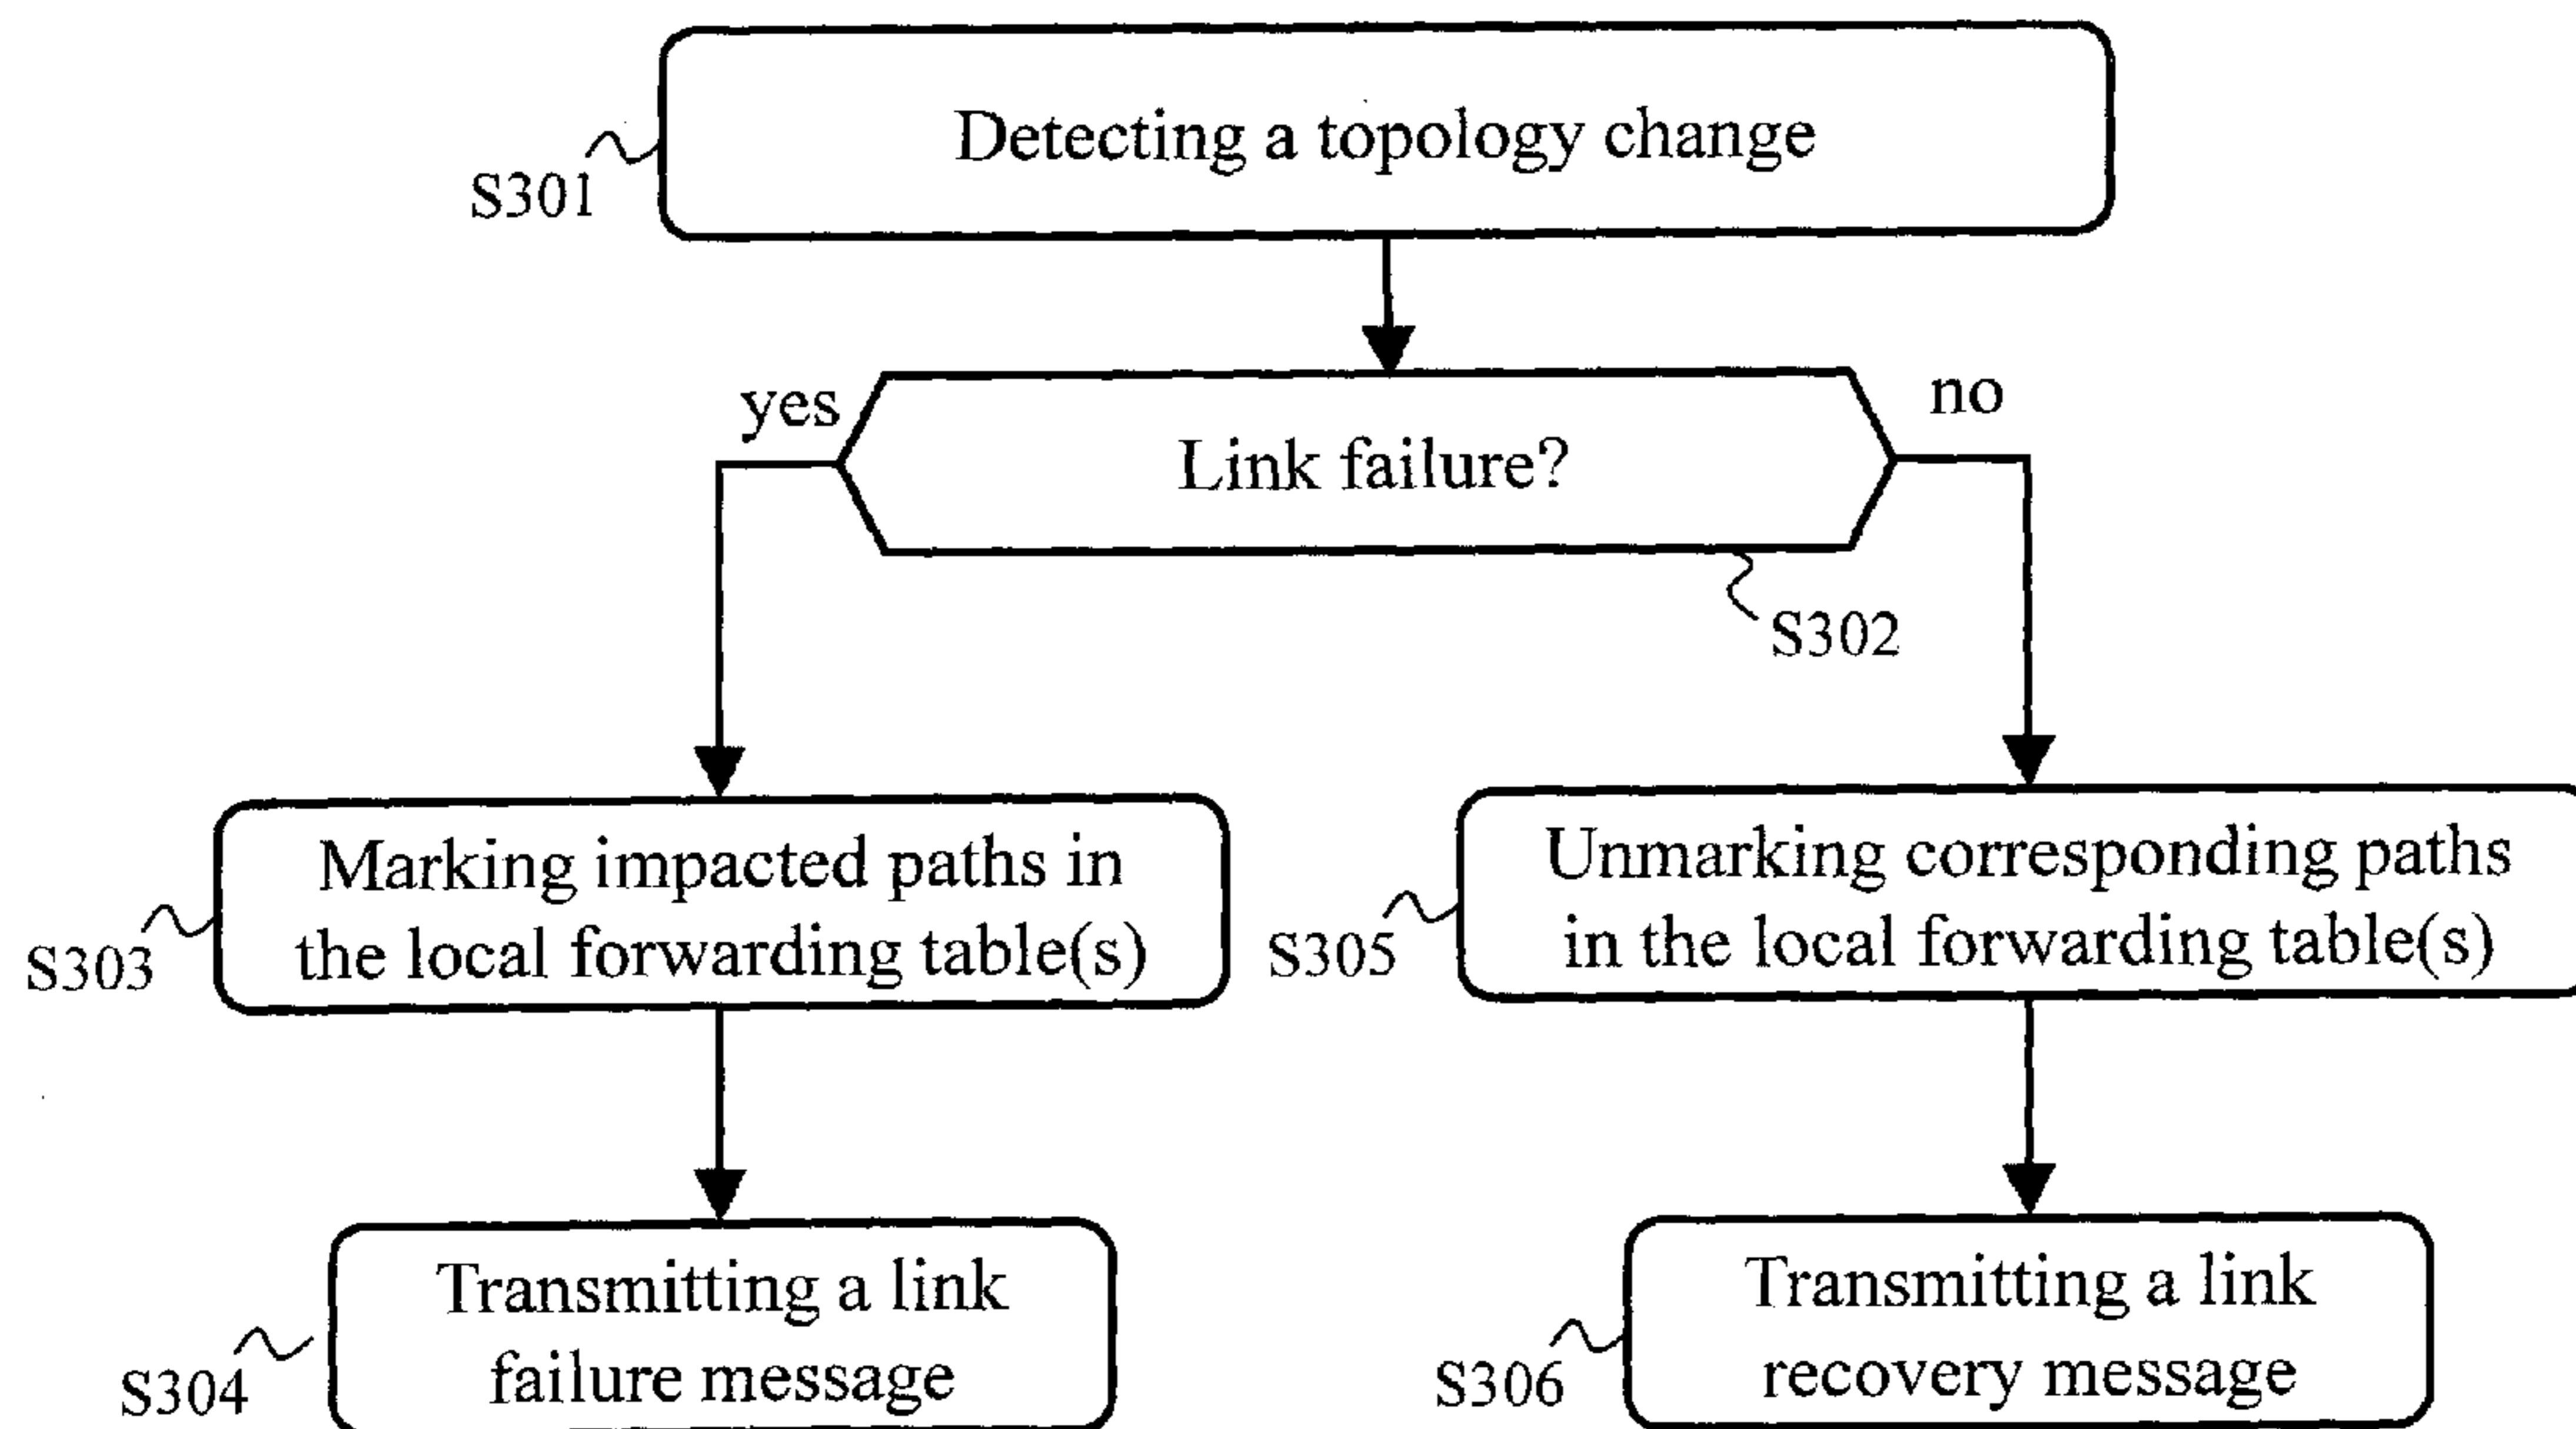 Detecting a topology change
S301
yes
no
Link failure?
S302
Marking impacted paths in
the local forwarding table(s)
S303
Unmarking corresponding paths
in the local forwarding table(s)
S305
Transmitting a link
failure message
S304
Transmitting a link
recovery message
S306